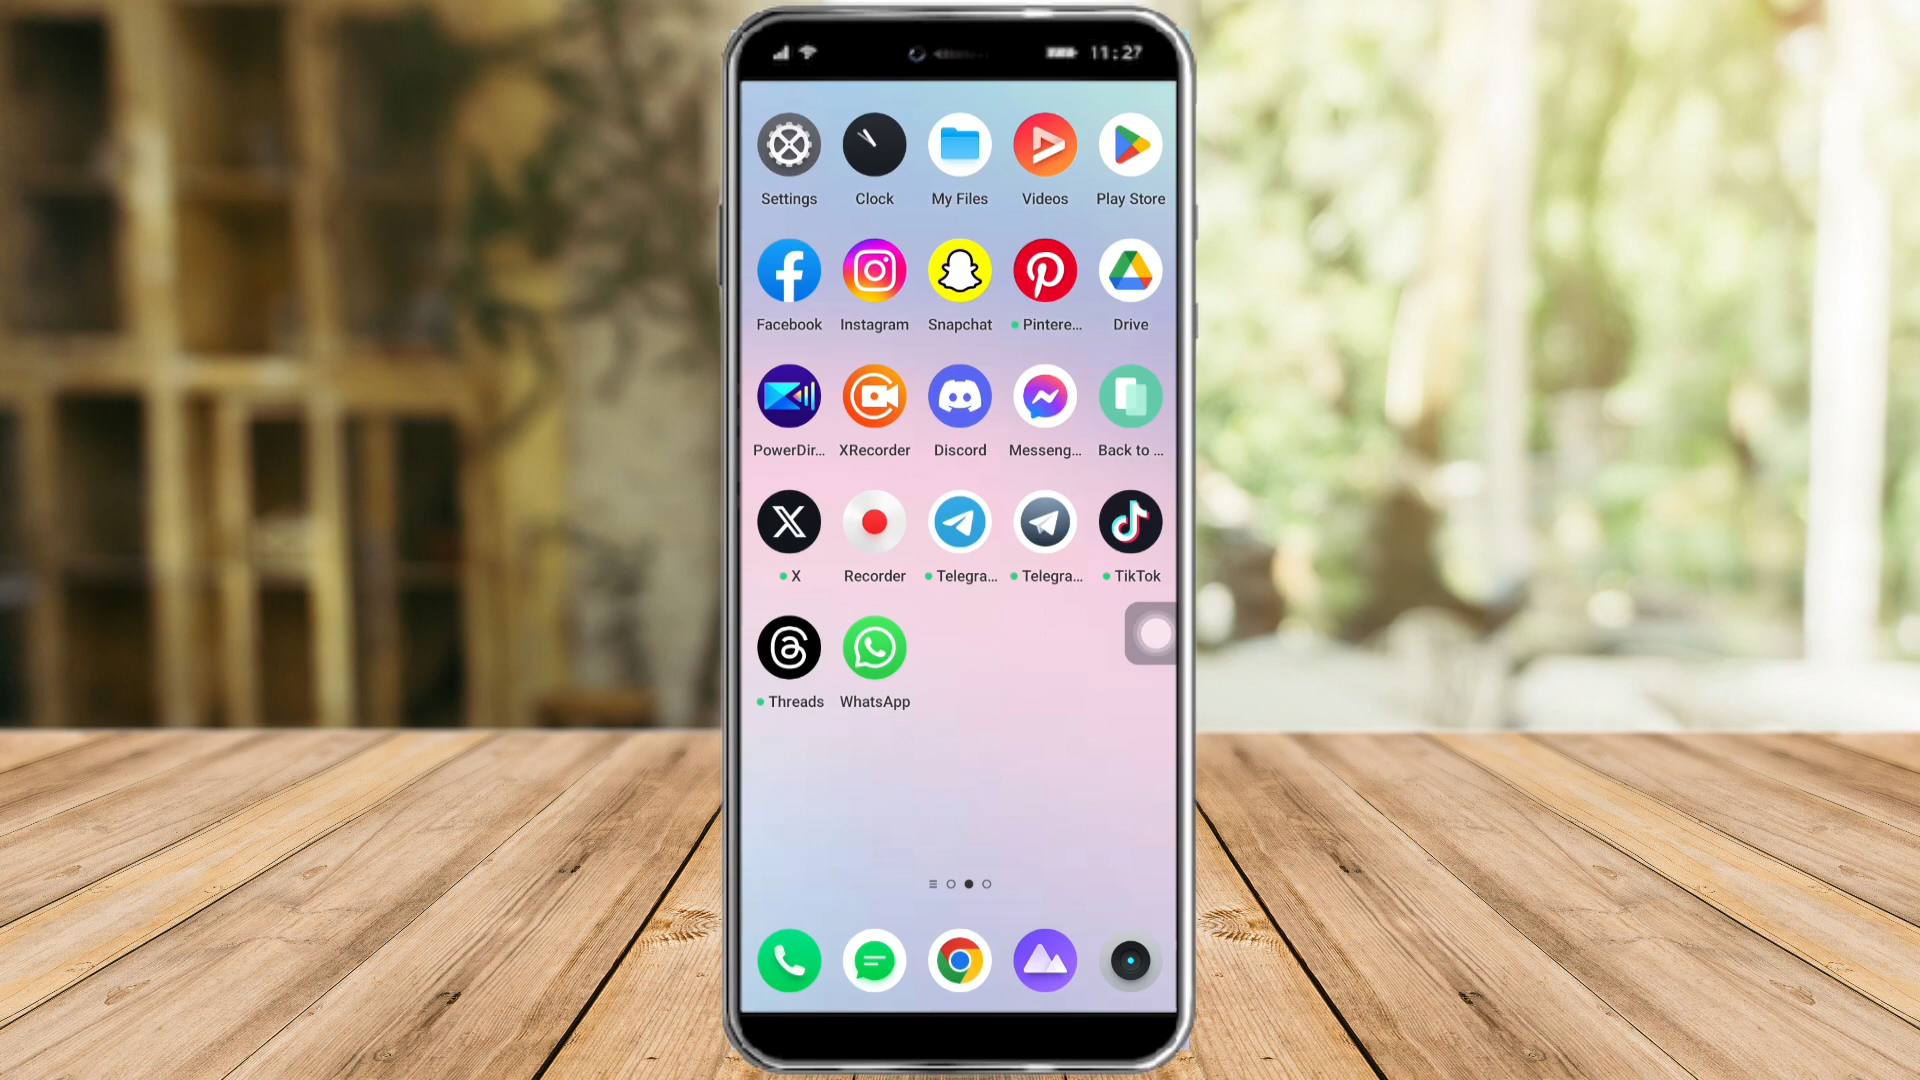 11:27
Settings Clock My Files Videos Play Store
Facebook Instagram Snapchat Pintere... Drive
PowerDir... XRecorder Discord Messeng... Back to ...
X Recorder Telegra... Telegra... TikTok
Threads WhatsApp